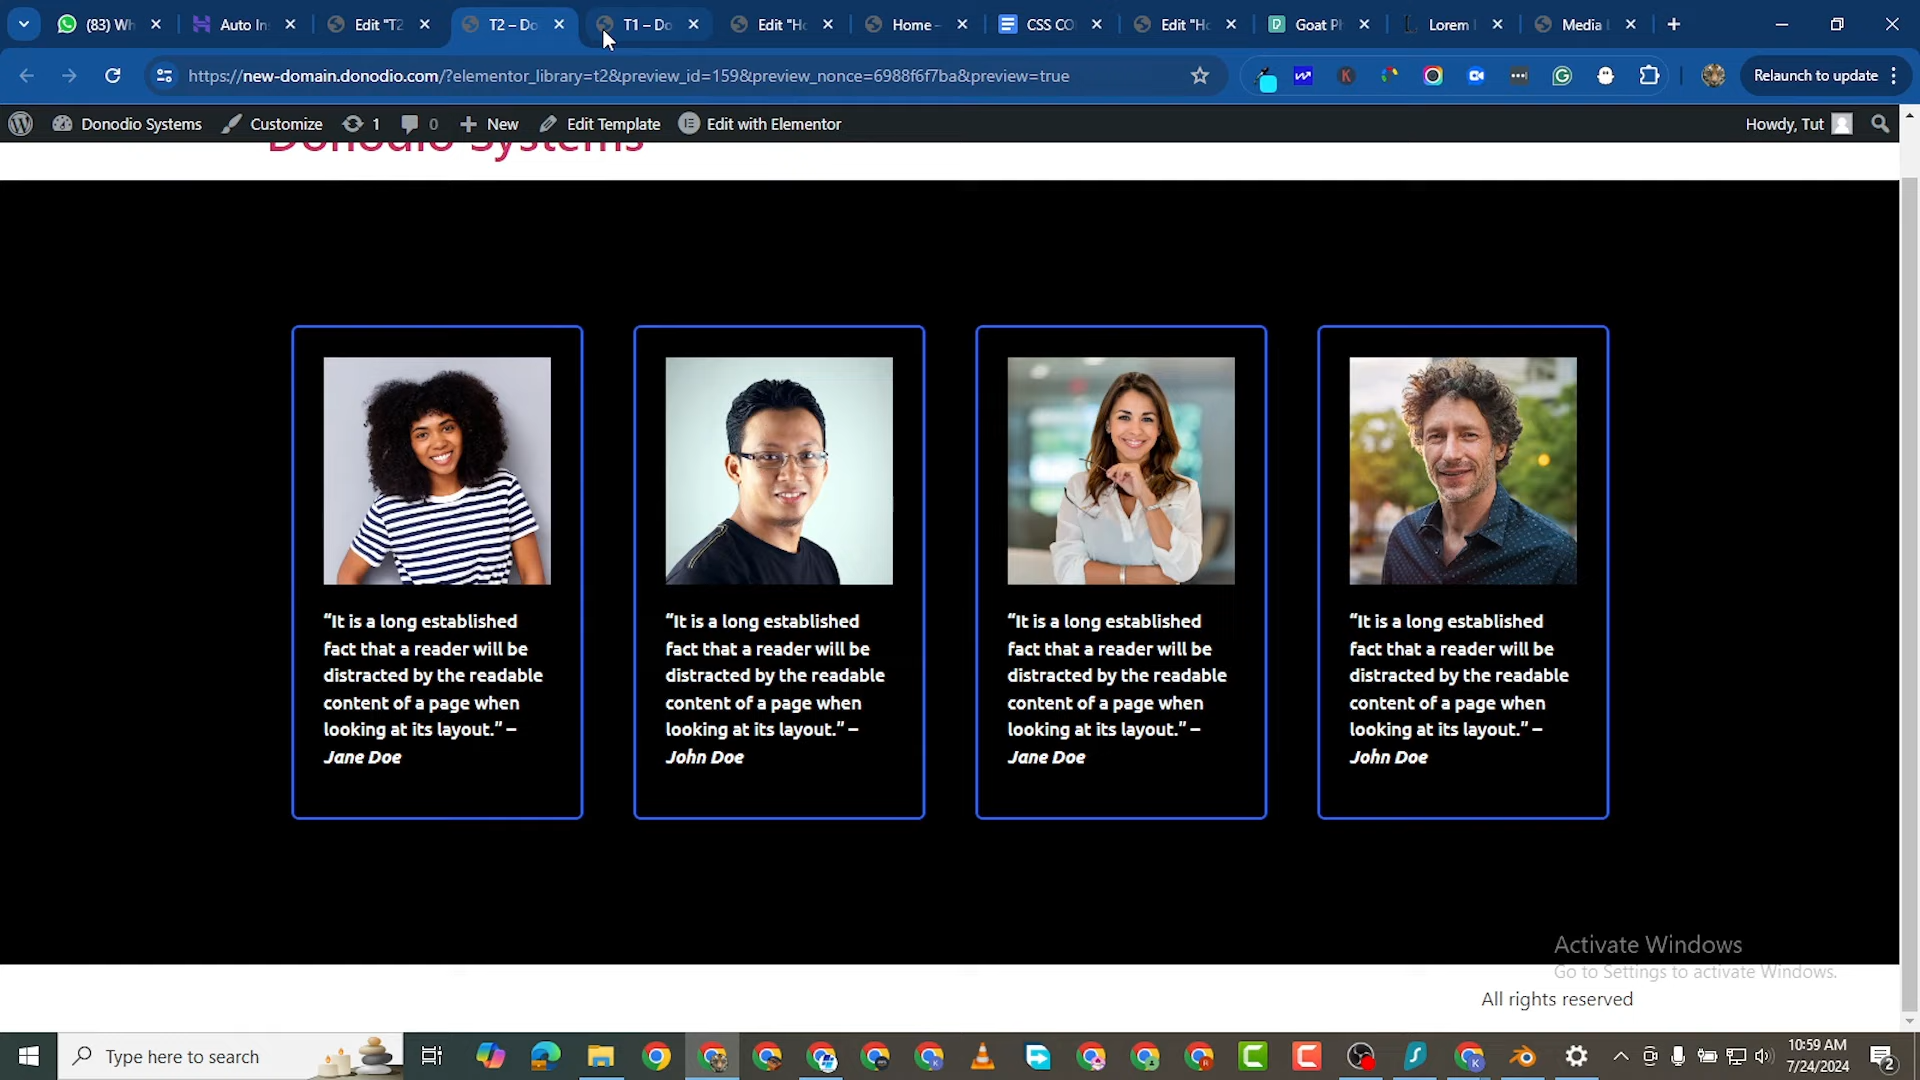 (83) Wh
Auto In
Edit "T2
T2 – Do
T1 – Do
Edit "Ho
Home –
CSS CO
Edit "Ho
Goat Ph
Lorem I
Media L
https://new-domain.donodio.com/?elementor_library=t2&preview_id=159&preview_nonce=6988f6f7ba&preview=true
Relaunch to update
Donodio Systems
Customize
1
0
New
Edit Template
Edit with Elementor
Howdy, Tut
Donodio Systems
“It is a long established
fact that a reader will be
distracted by the readable
content of a page when
looking at its layout.” –
Jane Doe
“It is a long established
fact that a reader will be
distracted by the readable
content of a page when
looking at its layout.” –
John Doe
“It is a long established
fact that a reader will be
distracted by the readable
content of a page when
looking at its layout.” –
Jane Doe
“It is a long established
fact that a reader will be
distracted by the readable
content of a page when
looking at its layout.” –
John Doe
Activate Windows
Go to Settings to activate Windows.
All rights reserved
Type here to search
10:59 AM
7/24/2024
2